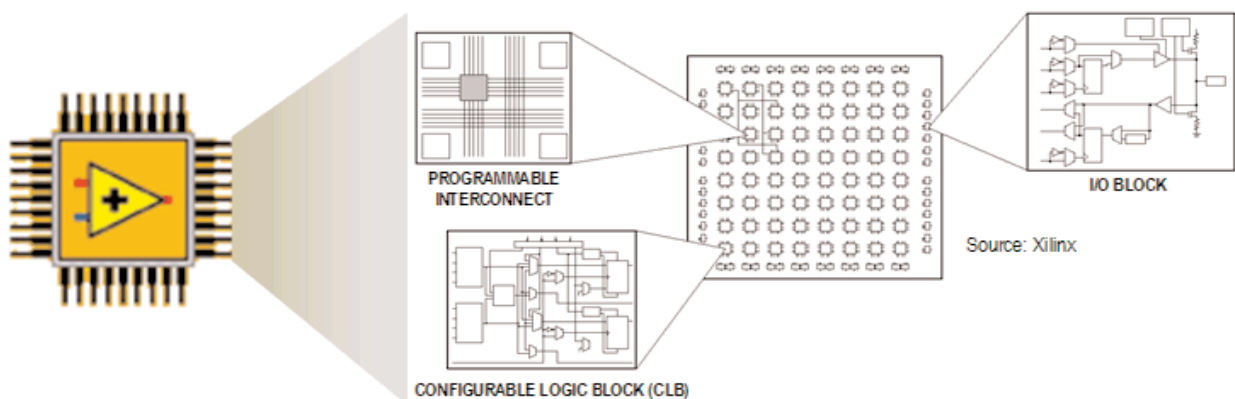 PROGRAMMABLE
INTERCONNECT
I/O BLOCK
Source: Xilinx
CONFIGURABLE LOGIC BLOCK (CLB)